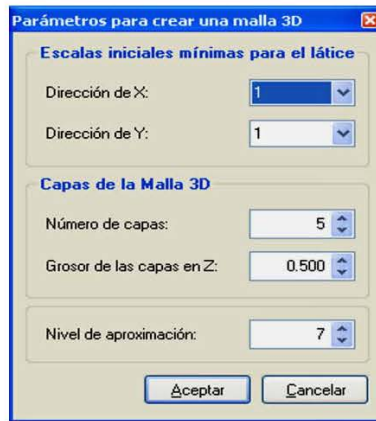 Parámetros para crear una malla 3D
Escalas iniciales mínimas para el látice
Dirección de X: 1
Dirección de Y: 1
Capas de la Malla 3D
Número de capas: 5
Grosor de las capas en Z: 0.500
Nivel de aproximación: 7
Aceptar Cancelar